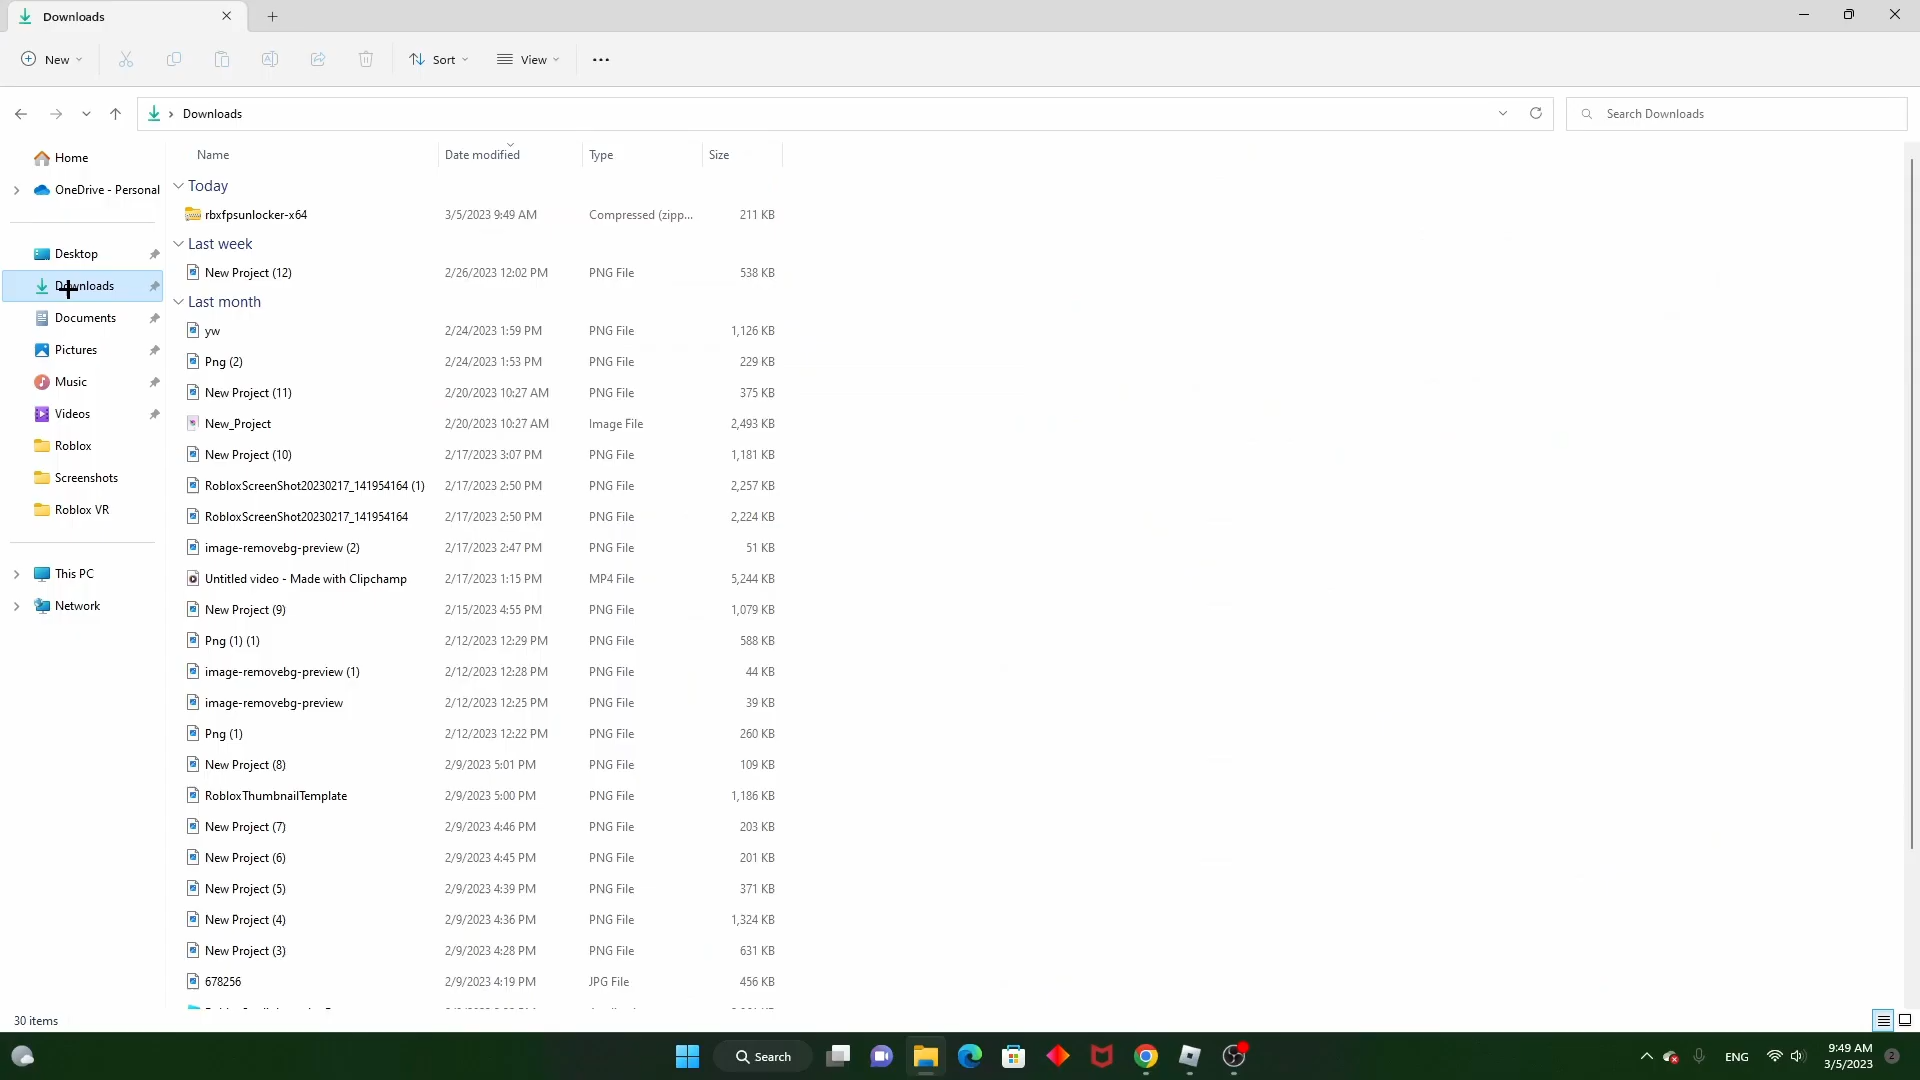 Downloads
New
Sort
View
Downloads
Search Downloads
Home
OneDrive - Personal
Desktop
Downloads
Documents
Pictures
Music
Videos
Roblox
Screenshots
Roblox VR
This PC
Network
Name Date modified Type Size
Today
rbxfpsunlocker-x64 3/5/2023 9:49 AM Compressed (zipp... 211 KB
Last week
New Project (12) 2/26/2023 12:02 PM PNG File 538 KB
Last month
yw 2/24/2023 1:59 PM PNG File 1,126 KB
Png (2) 2/24/2023 1:53 PM PNG File 229 KB
New Project (11) 2/20/2023 10:27 AM PNG File 375 KB
New_Project 2/20/2023 10:27 AM Image File 2,493 KB
New Project (10) 2/17/2023 3:07 PM PNG File 1,181 KB
RobloxScreenShot20230217_141954164 (1) 2/17/2023 2:50 PM PNG File 2,257 KB
RobloxScreenShot20230217_141954164 2/17/2023 2:50 PM PNG File 2,224 KB
image-removebg-preview (2) 2/17/2023 2:47 PM PNG File 51 KB
Untitled video - Made with Clipchamp 2/17/2023 1:15 PM MP4 File 5,244 KB
New Project (9) 2/15/2023 4:55 PM PNG File 1,079 KB
Png (1) (1) 2/12/2023 12:29 PM PNG File 588 KB
image-removebg-preview (1) 2/12/2023 12:28 PM PNG File 44 KB
image-removebg-preview 2/12/2023 12:25 PM PNG File 39 KB
Png (1) 2/12/2023 12:22 PM PNG File 260 KB
New Project (8) 2/9/2023 5:01 PM PNG File 109 KB
RobloxThumbnailTemplate 2/9/2023 5:00 PM PNG File 1,186 KB
New Project (7) 2/9/2023 4:46 PM PNG File 203 KB
New Project (6) 2/9/2023 4:45 PM PNG File 201 KB
New Project (5) 2/9/2023 4:39 PM PNG File 371 KB
New Project (4) 2/9/2023 4:36 PM PNG File 1,324 KB
New Project (3) 2/9/2023 4:28 PM PNG File 631 KB
678256 2/9/2023 4:19 PM JPG File 456 KB
30 items
Search
ENG
9:49 AM
3/5/2023
2